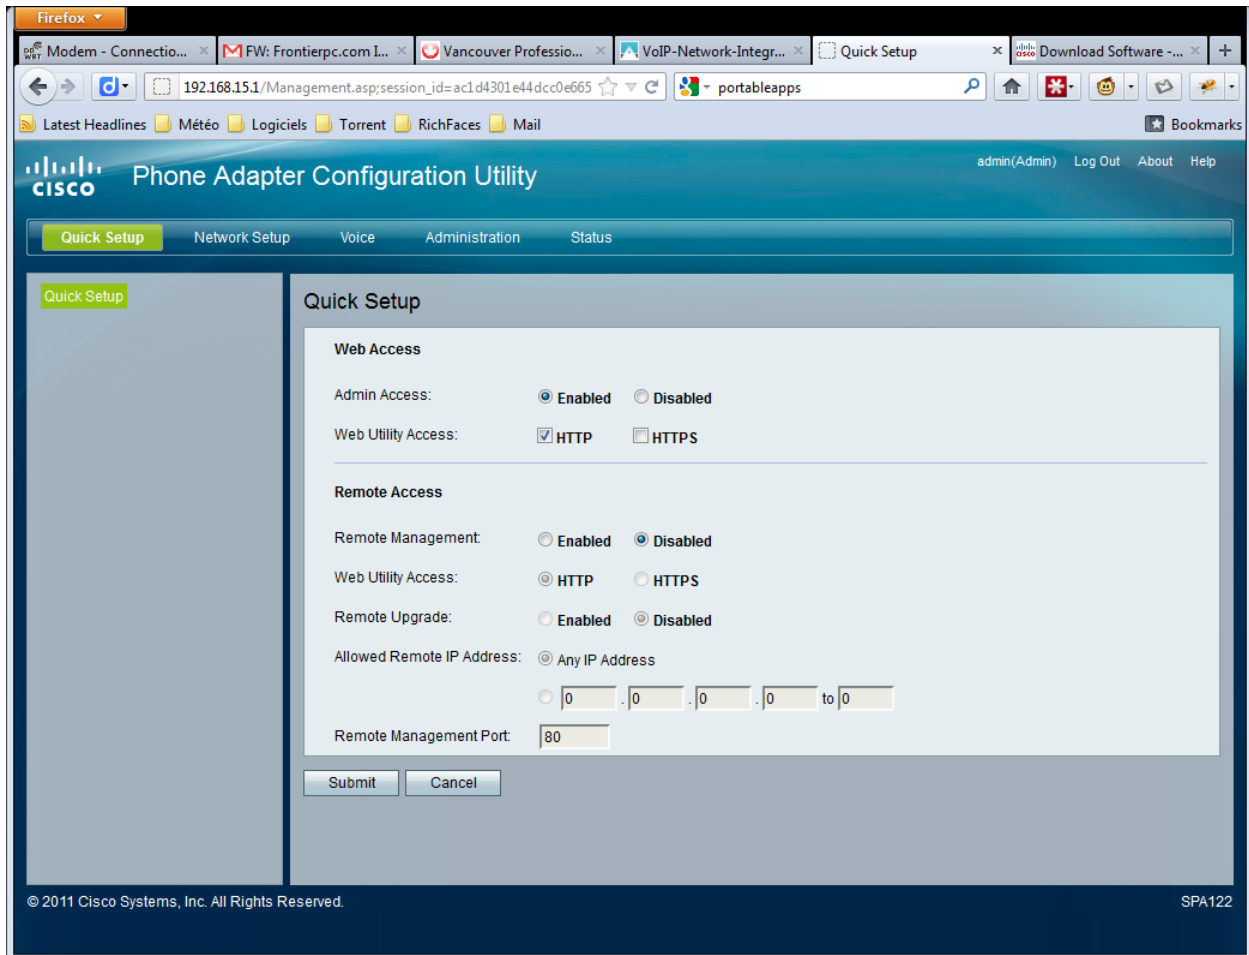 Firefox
DD WRT Modem - Connectio... FW: Frontierpc.com I... Vancouver Professio... VoIP-Network-Integr... Quick Setup Download Software -...
192.168.15.1/Management.asp;session_id=ac1d4301e44dcc0e665 portableapps
Latest Headlines Météo Logiciels Torrent RichFaces Mail Bookmarks
CISCO Phone Adapter Configuration Utility admin(Admin) Log Out About Help
Quick Setup Network Setup Voice Administration Status
Quick Setup
Quick Setup
Web Access
Admin Access: Enabled Disabled
Web Utility Access: HTTP HTTPS
Remote Access
Remote Management: Enabled Disabled
Web Utility Access: HTTP HTTPS
Remote Upgrade: Enabled Disabled
Allowed Remote IP Address: Any IP Address
0 . 0 . 0 . 0 to 0
Remote Management Port: 80
Submit Cancel
© 2011 Cisco Systems, Inc. All Rights Reserved. SPA122